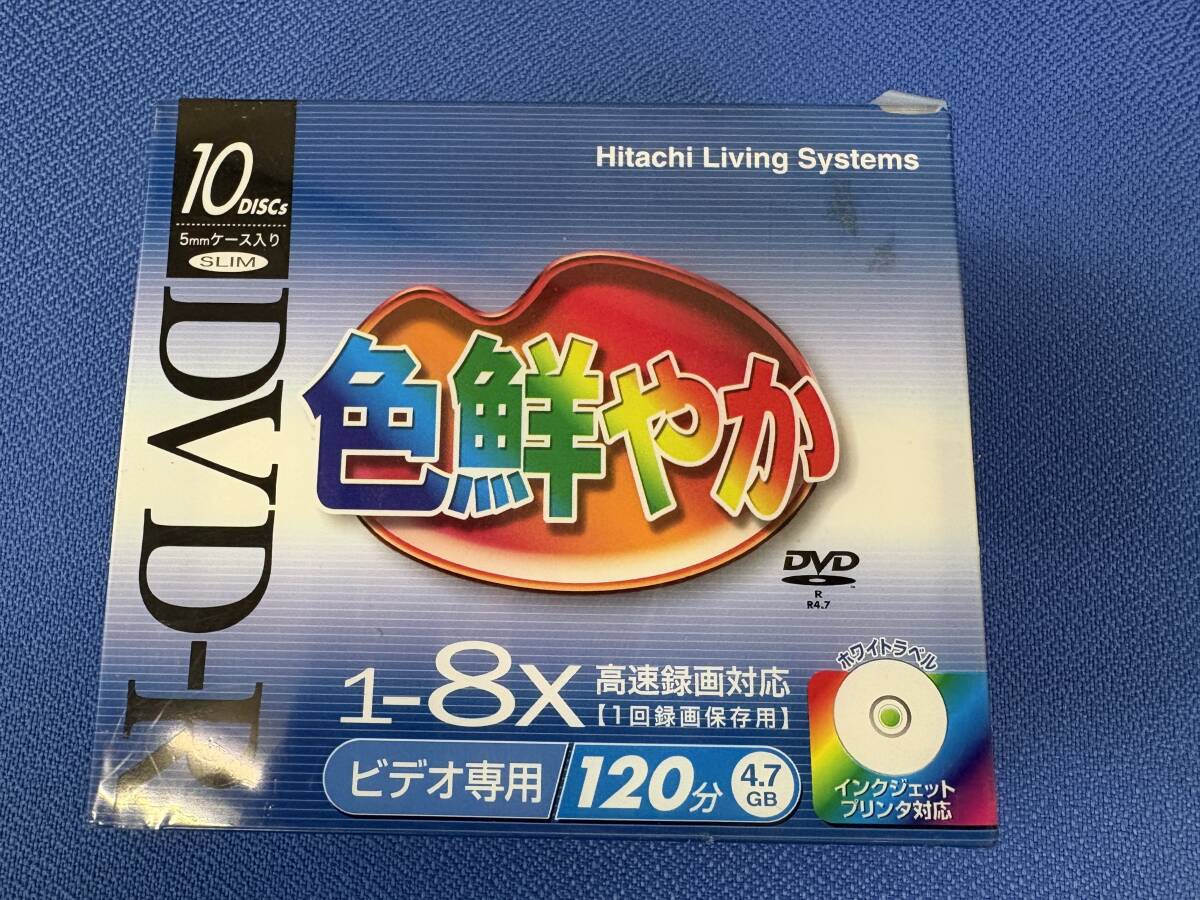 10 DISCs
5mmケース入り
SLIM
DVD-R
Hitachi Living Systems
色鮮やか
DVD
R
R4.7
1-8X
高速録画対応
【1回録画保存用】
ビデオ専用
120分
4.7
GB
ホワイトラベル
インクジェット
プリンタ対応